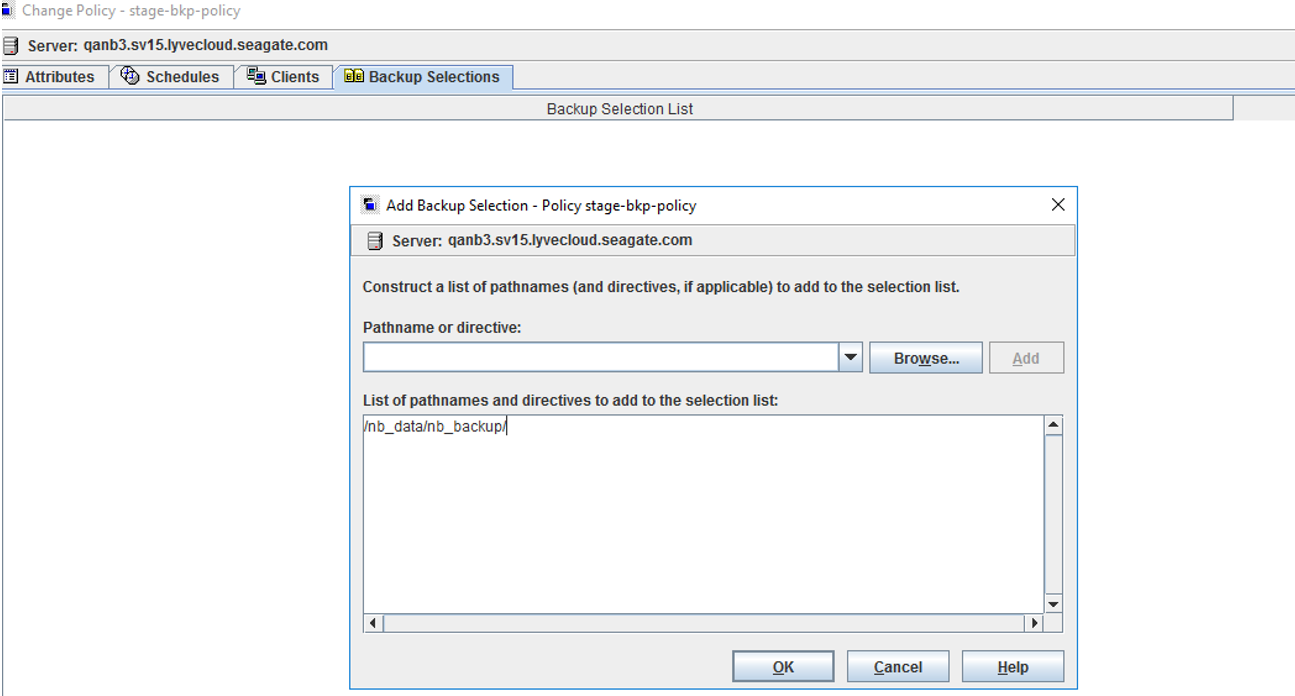 Change Policy - stage-bkp-policy
Server: qanb3.sv15.lyvecloud.seagate.com
Attributes Schedules Clients Backup Selections
Backup Selection List
Add Backup Selection - Policy stage-bkp-policy
Server: qanb3.sv15.lyvecloud.seagate.com
Construct a list of pathnames (and directives, if applicable) to add to the selection list.
Pathname or directive:
Browse... Add
List of pathnames and directives to add to the selection list:
/nb_data/nb_backup/
OK Cancel Help